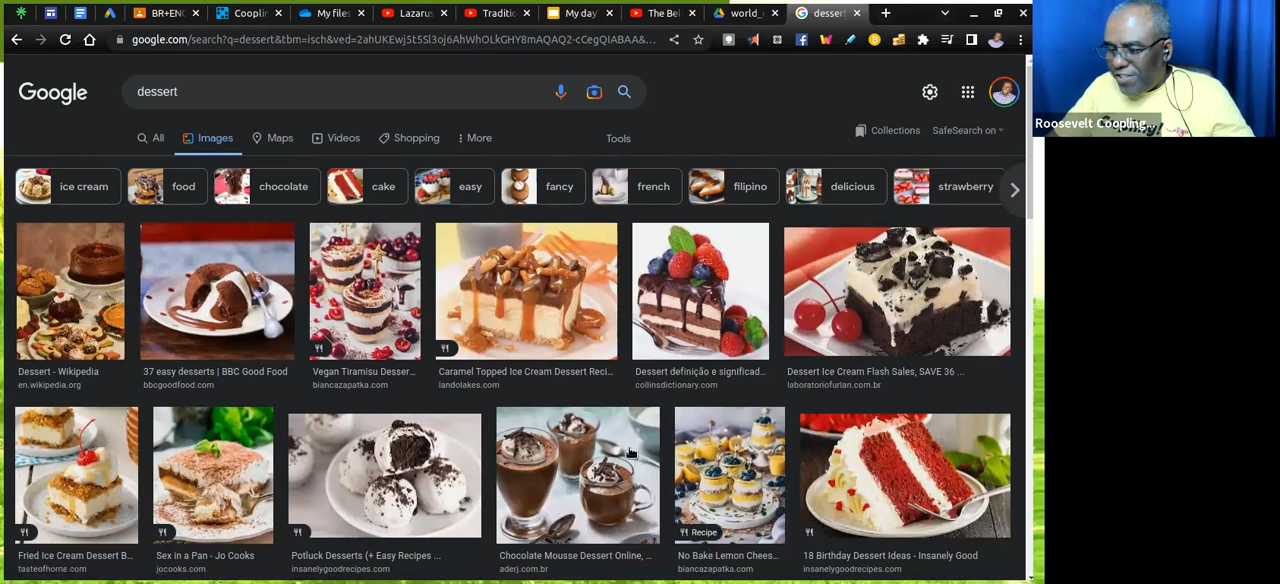 BR+EN
Cooplin
My files
Lazarus
Traditio
My day
The Bel
world_
dessert
google.com/search?q=dessert&tbm=isch&ved=2ahUKEwj5t5Sl3oj6AhWhOLkGHY8mAQAQ2-cCegQIABAA&...
Google
dessert
All
Images
Maps
Videos
Shopping
More
Tools
Collections
SafeSearch on
ice cream
food
chocolate
cake
easy
fancy
french
filipino
delicious
strawberry
Dessert - Wikipedia
en.wikipedia.org
37 easy desserts | BBC Good Food
bbcgoodfood.com
Vegan Tiramisu Desser...
biancazapatka.com
Caramel Topped Ice Cream Dessert Reci...
landolakes.com
Dessert definição e significad...
collinsdictionary.com
Dessert Ice Cream Flash Sales, SAVE 36 ...
laboratoriofurlan.com.br
Fried Ice Cream Dessert B...
tasteofhome.com
Sex in a Pan - Jo Cooks
jocooks.com
Potluck Desserts (+ Easy Recipes ...
insanelygoodrecipes.com
Chocolate Mousse Dessert Online, ...
aderj.com.br
Recipe
No Bake Lemon Chees...
biancazapatka.com
18 Birthday Dessert Ideas - Insanely Good
insanelygoodrecipes.com
Roosevelt Coopling...